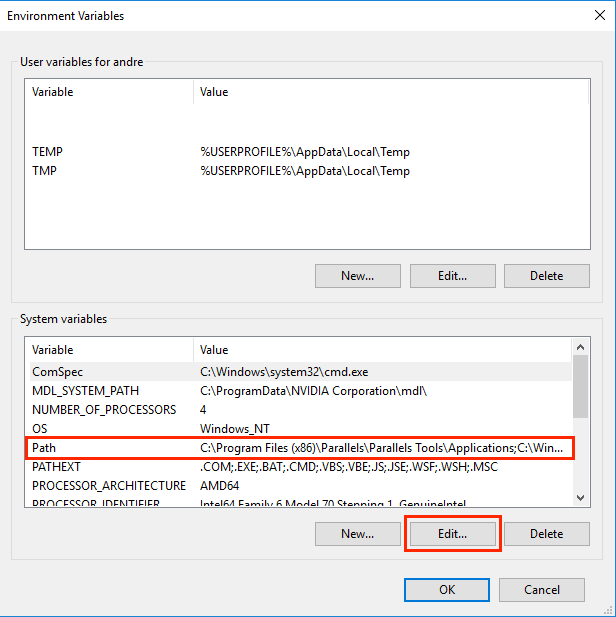 Environment Variables
User variables for andre
Variable Value
TEMP %USERPROFILE%\AppData\Local\Temp
TMP %USERPROFILE%\AppData\Local\Temp
New... Edit... Delete
System variables
Variable Value
ComSpec C:\Windows\system32\cmd.exe
MDL_SYSTEM_PATH C:\ProgramData\NVIDIA Corporation\mdl\
NUMBER_OF_PROCESSORS 4
OS Windows_NT
Path C:\Program Files (x86)\Parallels\Parallels Tools\Applications;C:\Win...
PATHEXT .COM;.EXE;.BAT;.CMD;.VBS;.VBE;.JS;.JSE;.WSF;.WSH;.MSC
PROCESSOR_ARCHITECTURE AMD64
PROCESSOR_IDENTIFIER Intel64 Family 6 Model 70 Stepping 1, GenuineIntel
New... Edit... Delete
OK Cancel